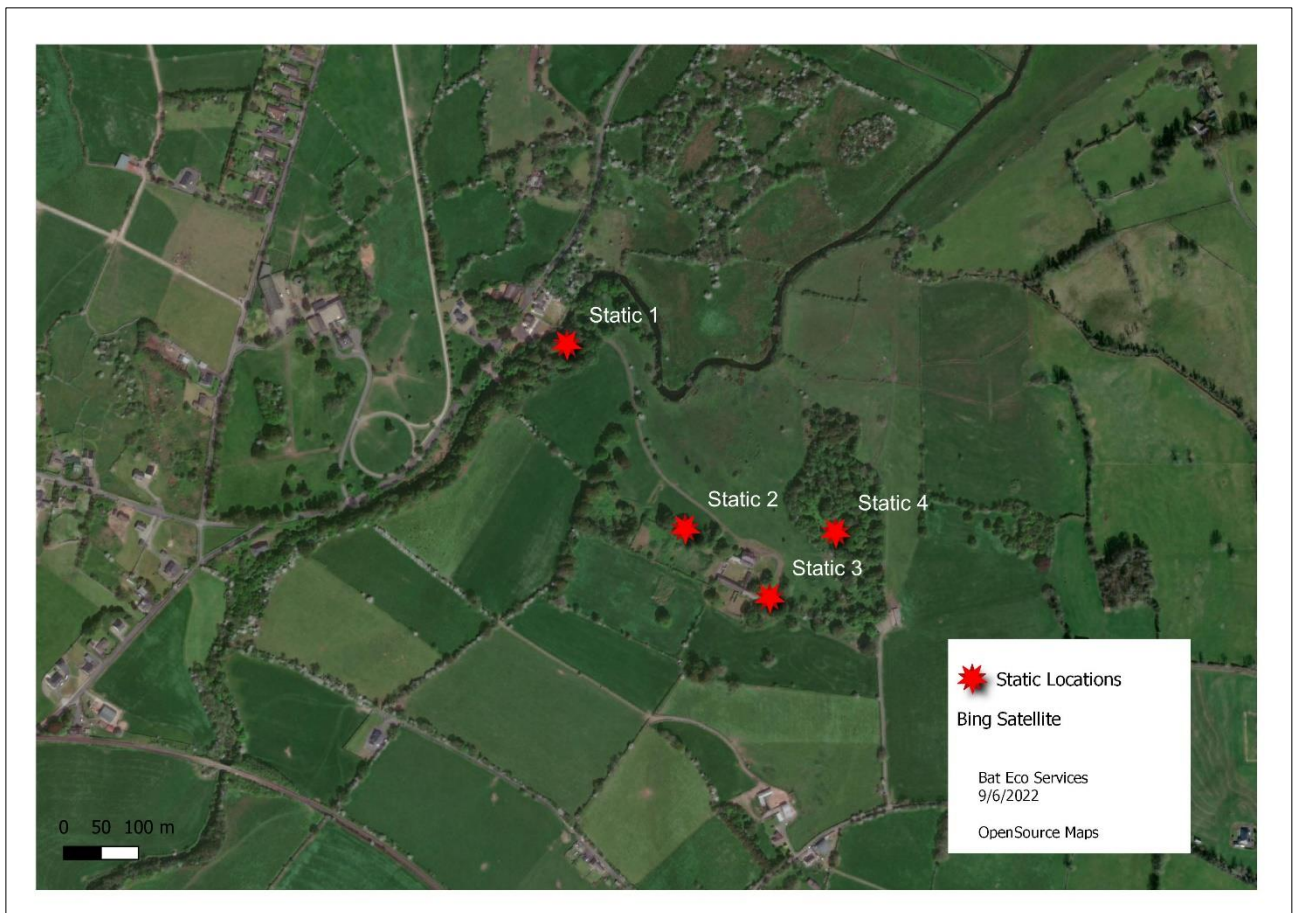 Static 1
Static 2
Static 4
Static 3
Static Locations
Bing Satellite
Bat Eco Services
9/6/2022
OpenSource Maps
0 50 100 m